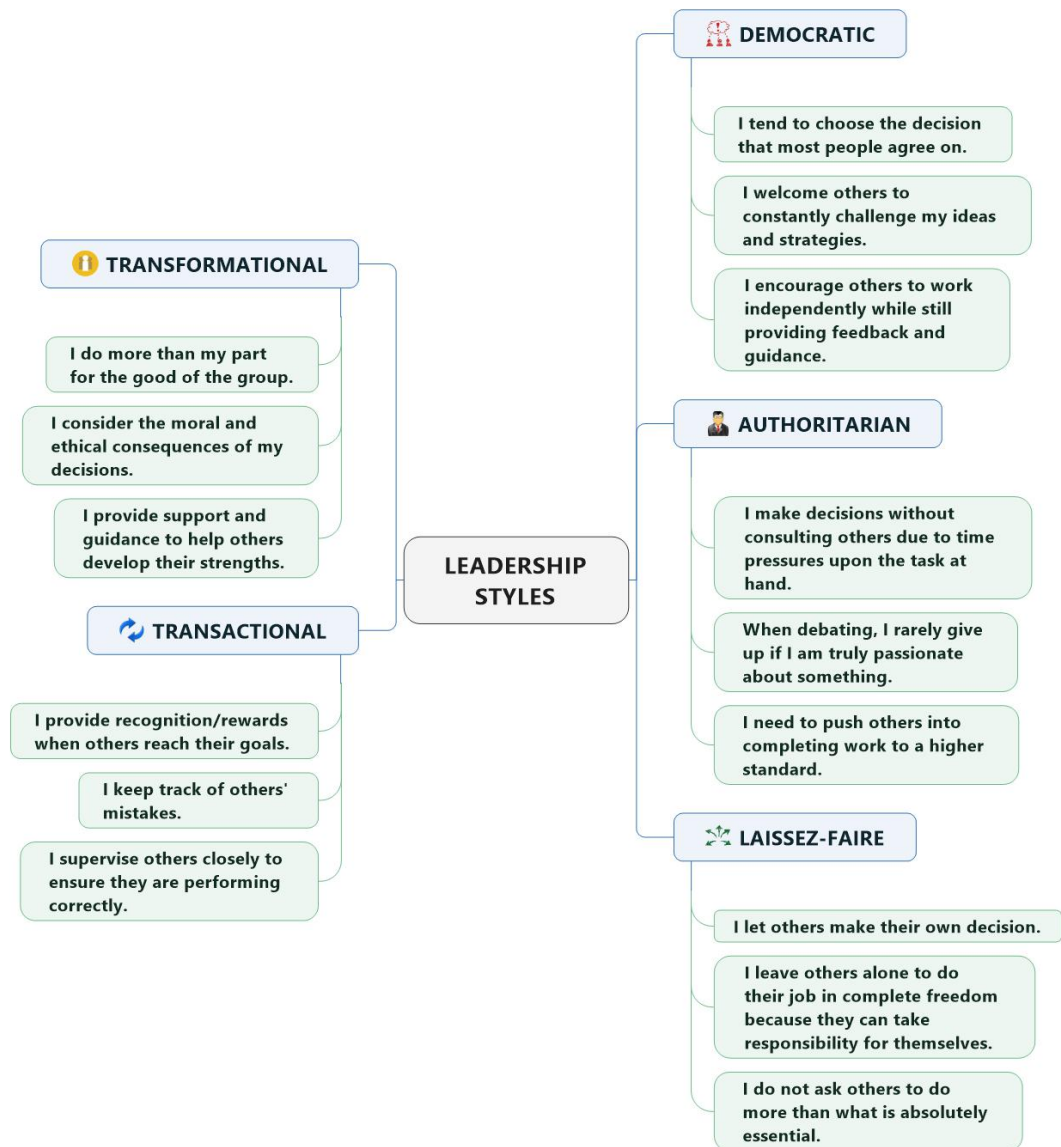 LEADERSHIP
STYLES
DEMOCRATIC
I tend to choose the decision
that most people agree on.
I welcome others to
constantly challenge my ideas
and strategies.
I encourage others to work
independently while still
providing feedback and
guidance.
AUTHORITARIAN
I make decisions without
consulting others due to time
pressures upon the task at
hand.
When debating, I rarely give
up if I am truly passionate
about something.
I need to push others into
completing work to a higher
standard.
LAISSEZ-FAIRE
I let others make their own decision.
I leave others alone to do
their job in complete freedom
because they can take
responsibility for themselves.
I do not ask others to do
more than what is absolutely
essential.
TRANSFORMATIONAL
I do more than my part
for the good of the group.
I consider the moral and
ethical consequences of my
decisions.
I provide support and
guidance to help others
develop their strengths.
TRANSACTIONAL
I provide recognition/rewards
when others reach their goals.
I keep track of others'
mistakes.
I supervise others closely to
ensure they are performing
correctly.